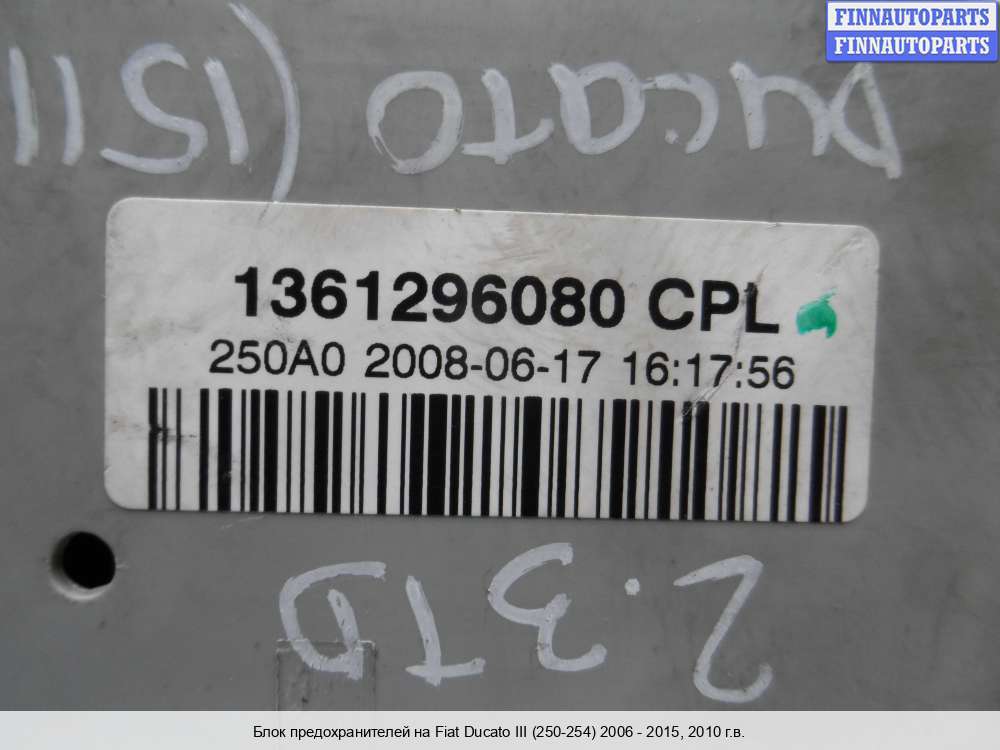 FINNAUTOPARTS
FINNAUTOPARTS
DUCATO (1511
1361296080 CPL
250A0 2008-06-17 16:17:56
2.3TD
Блок предохранителей на Fiat Ducato III (250-254) 2006 - 2015, 2010 г.в.